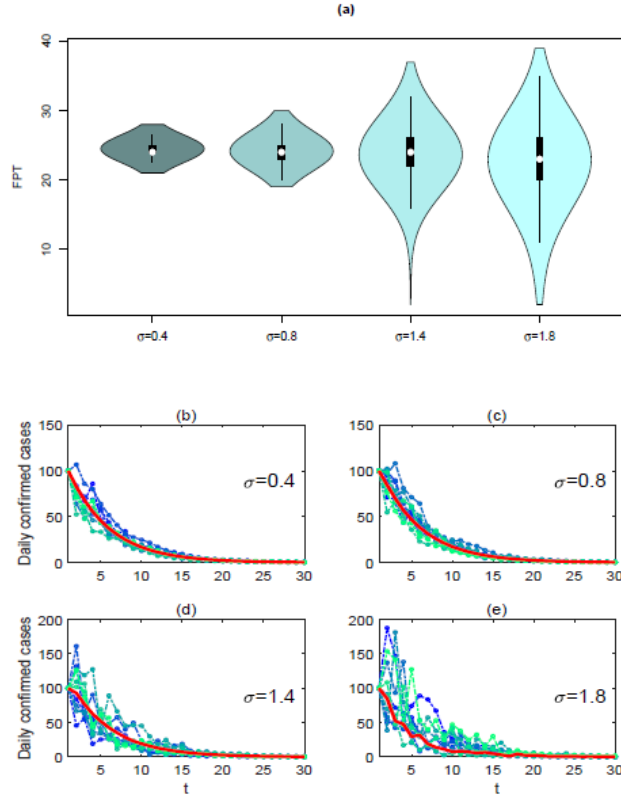 (a)
40
30
20
10
FPT
σ=0.4 σ=0.8 σ=1.4 σ=1.8
(b) (c)
150 150
100 100
50 50
0 0
Daily confirmed cases
σ=0.4 σ=0.8
5 10 15 20 25 30 5 10 15 20 25 30
(d) (e)
200 200
150 150
100 100
50 50
0 0
Daily confirmed cases
σ=1.4 σ=1.8
5 10 15 20 25 30 5 10 15 20 25 30
t t